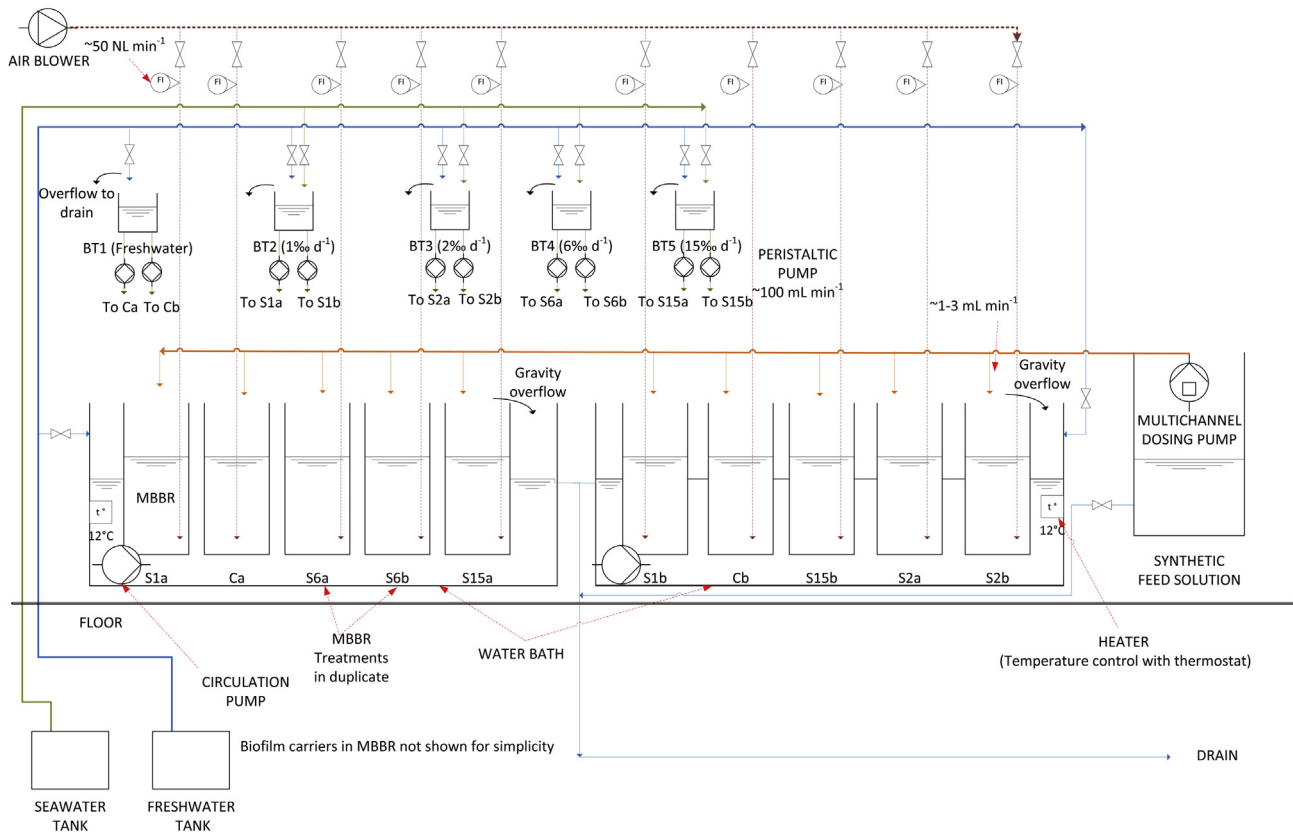 ~50 NL min-1
AIR BLOWER
FI
FI
FI
FI
FI
FI
FI
FI
FI
FI
Overflow to
drain
BT1 (Freshwater)
BT2 (1‰ d-1)
BT3 (2‰ d-1)
BT4 (6‰ d-1)
BT5 (15‰ d-1)
To Ca
To Cb
To S1a
To S1b
To S2a
To S2b
To S6a
To S6b
To S15a
To S15b
PERISTALTIC
PUMP
~100 mL min-1
~1-3 mL min-1
Gravity
overflow
Gravity
overflow
MULTICHANNEL
DOSING PUMP
MBBR
t°
12°C
t°
12°C
S1a
Ca
S6a
S6b
S15a
S1b
Cb
S15b
S2a
S2b
SYNTHETIC
FEED SOLUTION
FLOOR
MBBR
Treatments
in duplicate
WATER BATH
HEATER
(Temperature control with thermostat)
CIRCULATION
PUMP
Biofilm carriers in MBBR not shown for simplicity
DRAIN
SEAWATER
TANK
FRESHWATER
TANK